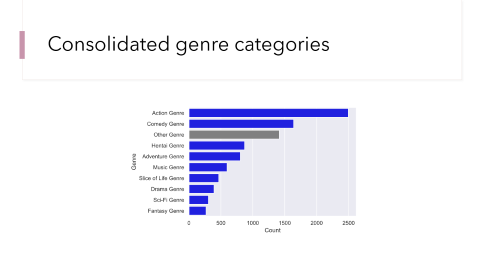 Consolidated genre categories
Action Genre
Comedy Genre
Other Genre
Hentai Genre
Adventure Genre
Music Genre
Slice of Life Genre
Drama Genre
Sci-Fi Genre
Fantasy Genre
Genre
0 500 1000 1500 2000 2500
Count